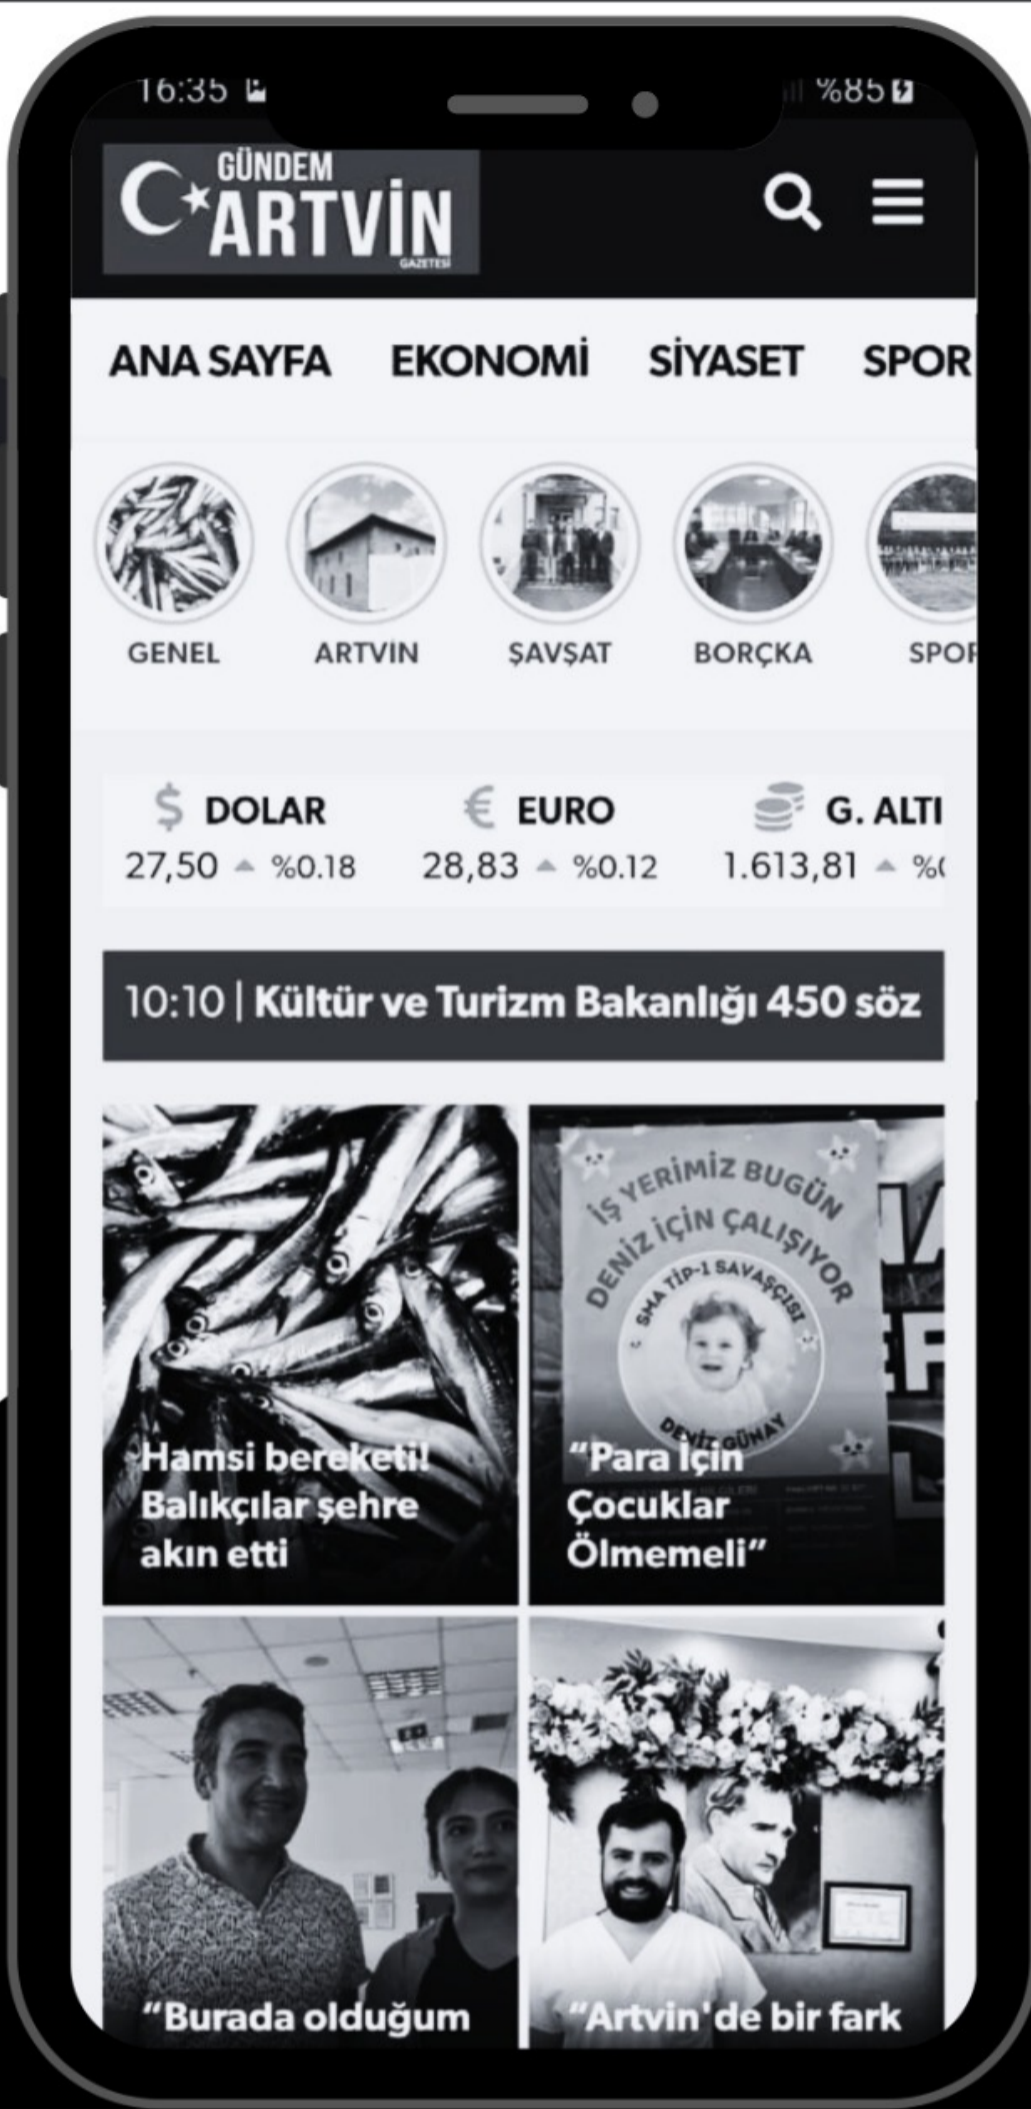 16:35
%85
GÜNDEM
ARTVİN
GAZETESİ
ANA SAYFA EKONOMİ SİYASET SPOR
GENEL ARTVİN ŞAVŞAT BORÇKA SPOR
$ DOLAR € EURO G. ALTI
27,50 %0.18 28,83 %0.12 1.613,81
10:10 | Kültür ve Turizm Bakanlığı 450 söz
Hamsi bereketi!
Balıkçılar şehre
akın etti
İŞ YERİMİZ BUGÜN
DENİZ İÇİN ÇALIŞIYOR
SMA TİP-1 SAVAŞÇISI
DENİZ GÜNAY
“Para İçin
Çocuklar
Ölmemeli”
“Burada olduğum
“Artvin'de bir fark